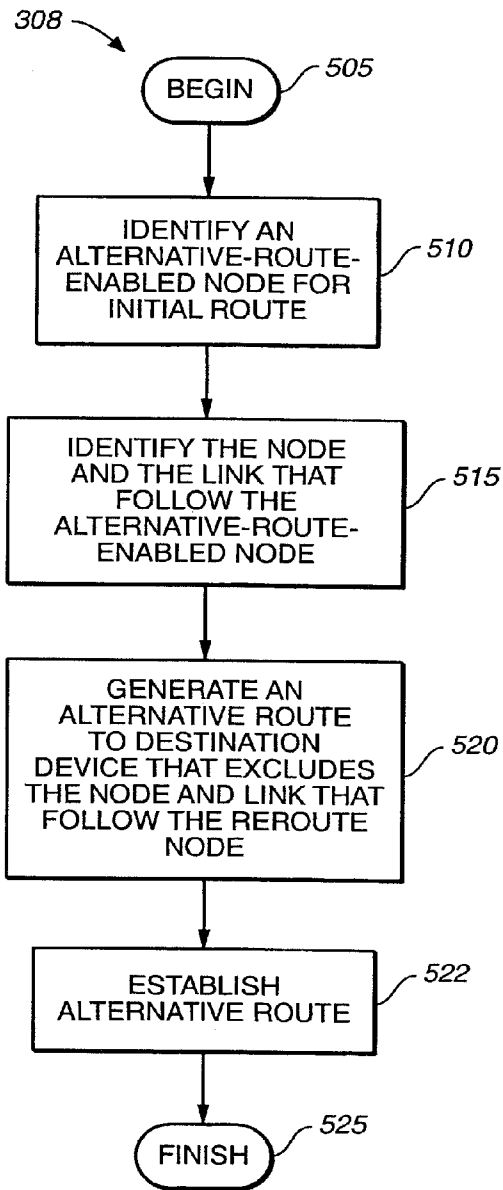 308
BEGIN
505
IDENTIFY AN
ALTERNATIVE-ROUTE-
ENABLED NODE FOR
INITIAL ROUTE
510
IDENTIFY THE NODE
AND THE LINK THAT
FOLLOW THE
ALTERNATIVE-ROUTE-
ENABLED NODE
515
GENERATE AN
ALTERNATIVE ROUTE
TO DESTINATION
DEVICE THAT EXCLUDES
THE NODE AND LINK THAT
FOLLOW THE REROUTE
NODE
520
ESTABLISH
ALTERNATIVE ROUTE
522
FINISH
525